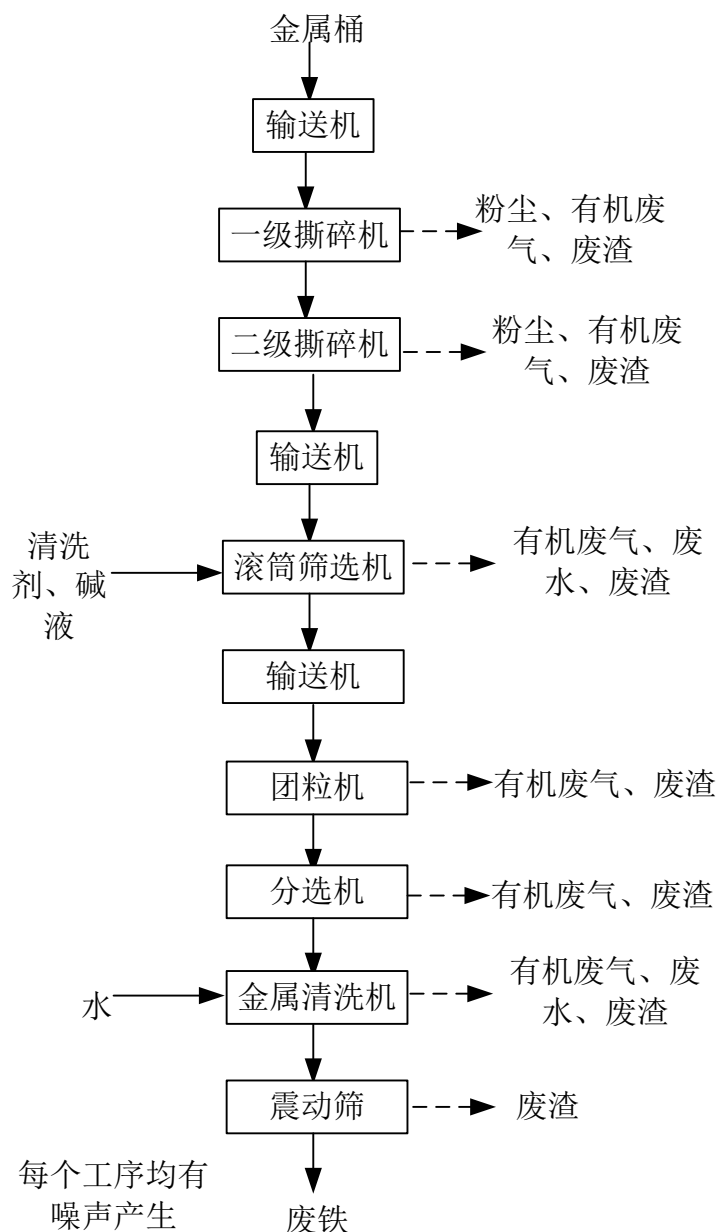 金属桶
输送机
一级撕碎机
粉尘、有机废
气、废渣
二级撕碎机
粉尘、有机废
气、废渣
输送机
清洗
剂、碱
液
滚筒筛选机
有机废气、废
水、废渣
输送机
团粒机
有机废气、废渣
分选机
有机废气、废渣
水
金属清洗机
有机废气、废
水、废渣
震动筛
废渣
每个工序均有
噪声产生
废铁